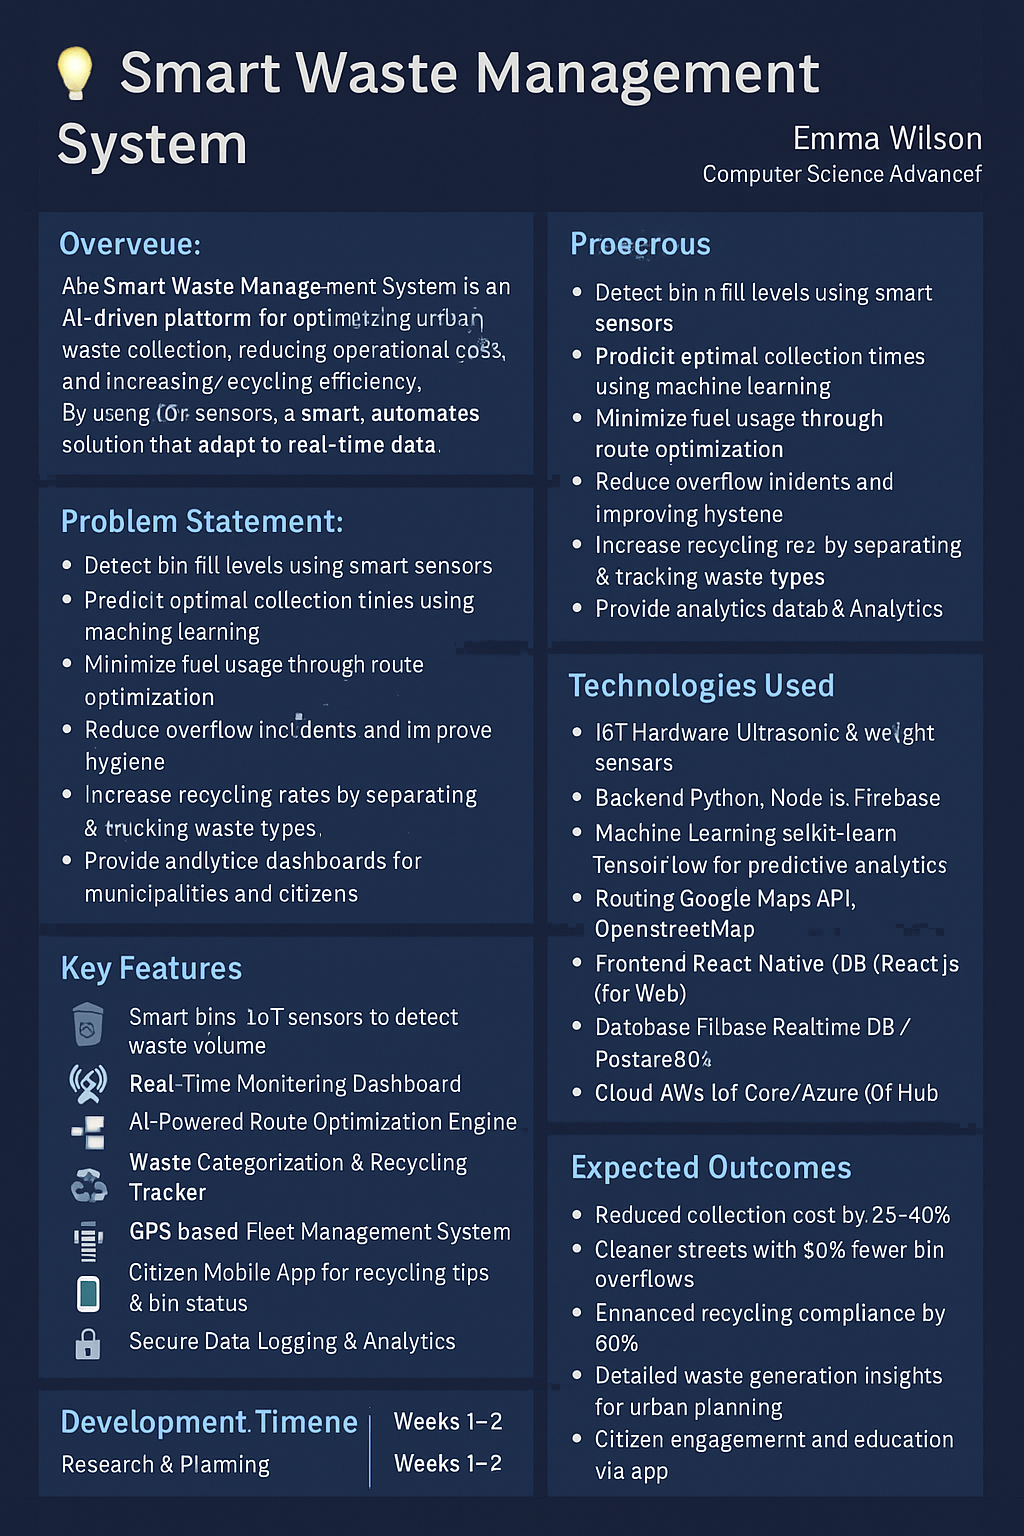 Smart Waste Management
System
Emma Wilson
Computer Science Advancef
Overveue:
Abe Smart Waste Manage-ment System is an
AI-driven plattorm for optimetzing urban
waste collection, reducing operational
and increasing/ecycling efficiency,
By useng sensors, a smart, automates
solution that adapt to real-time data.
Problem Statement:
• Detect bin fill levels using smart sensors
• Predicit optimal collection tinies using
maching learning
• Minimize fuel usage through route
optimization
• Reduce overflow incidents and im prove
hygiene
• Increase recycling rates by separating
& trucking waste types.
• Provide andlytice dashboards for
municipalities and citizens
Key Features
Smart bins 1oT sensors to detect
waste volume
Real-Time Monitering Dashboard
AI-Powered Route Optimization Engine
Waste Categorization & Recycling
Tracker
GPS based Fleet Management System
Citizen Mobile App for recycling tips
& bin status
Secure Data Logging & Analytics
Development. Timene
Weeks 1–2
Research & Plamming
Weeks 1–2
Proecrous
• Detect bin n fill levels using smart
sensors
• Prodicit eptimal collection times
using machine learning
• Minimize fuel usage through
route optimization
• Reduce overflow inidents and
improving hystene
• Increase recycling re2 by separating
& tracking waste types
• Provide analytics datab & Analytics
Technologies Used
• I6T Hardware Ultrasonic & weight
sensars
• Backend Python, Node is. Firebase
• Machine Learning selkit-learn
Tensoirlow for predictive analytics
• Routing Google Maps API,
OpenstreetMap
• Frontend React Native (DB (React js
(for Web)
• Datobase Filbase Realtime DB /
• Cloud AWs lof Core/Azure (0f Hub
Expected Outcomes
• Reduced collection cost by. 25–40%
• Cleaner streets with $0% fewer bin
overflows
• Ennanced recycling compliance by
60%
• Detailed waste generation insights
for urban planning
• Citizen engagemernt and education
via app